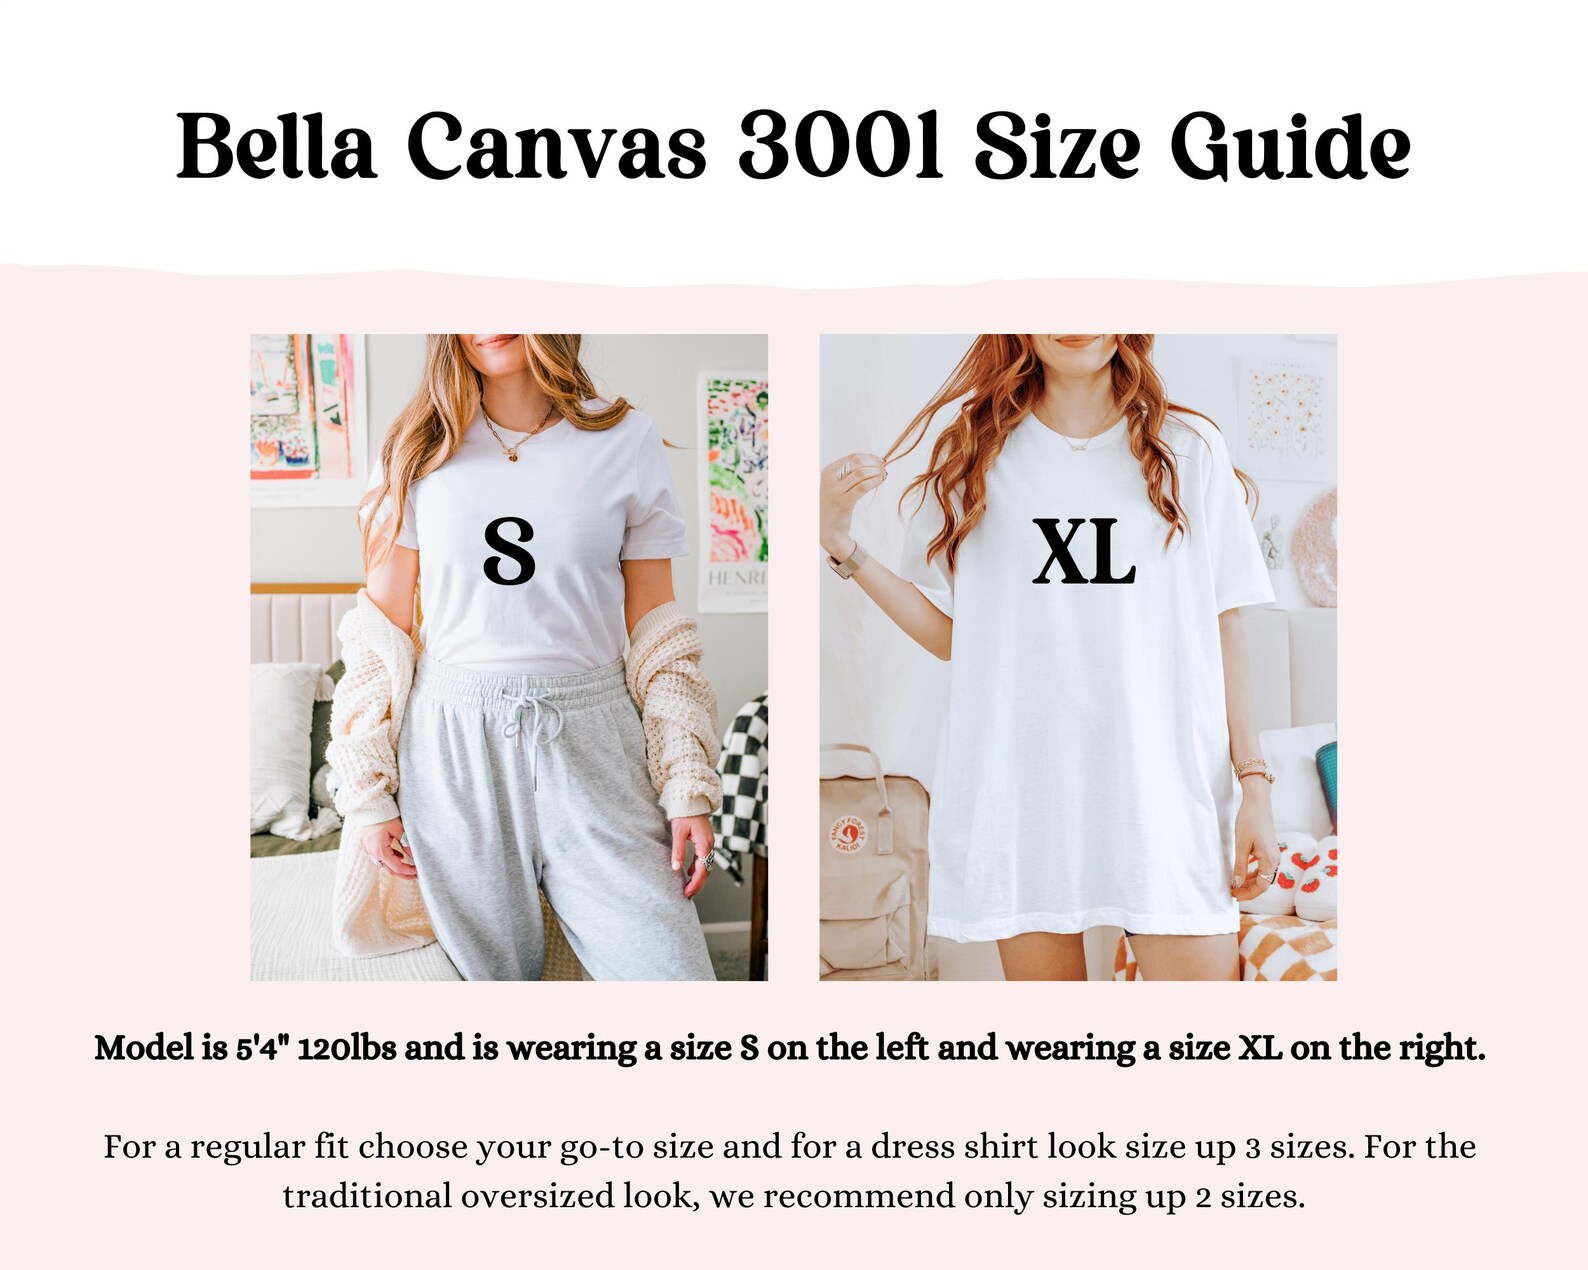 Bella Canvas 3001 Size Guide
HENRI
S
XL
FANCY FOREST
KALIDI
Model is 5'4" 120lbs and is wearing a size S on the left and wearing a size XL on the right.
For a regular fit choose your go-to size and for a dress shirt look size up 3 sizes. For the
traditional oversized look, we recommend only sizing up 2 sizes.